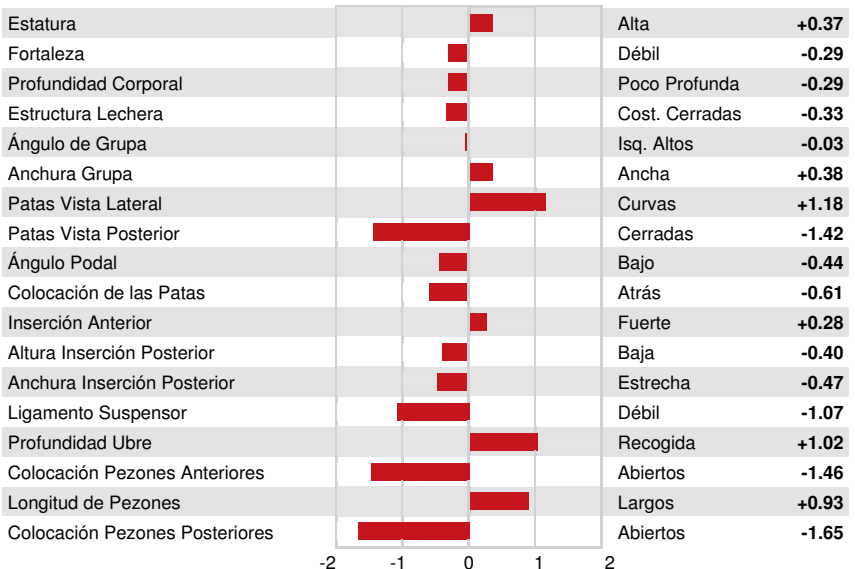 Estatura Alta +0.37
Fortaleza Débil -0.29
Profundidad Corporal Poco Profunda -0.29
Estructura Lechera Cost. Cerradas -0.33
Ángulo de Grupa Isq. Altos -0.03
Anchura Grupa Ancha +0.38
Patas Vista Lateral Curvas +1.18
Patas Vista Posterior Cerradas -1.42
Ángulo Podal Bajo -0.44
Colocación de las Patas Atrás -0.61
Inserción Anterior Fuerte +0.28
Altura Inserción Posterior Baja -0.40
Anchura Inserción Posterior Estrecha -0.47
Ligamento Suspensor Débil -1.07
Profundidad Ubre Recogida +1.02
Colocación Pezones Anteriores Abiertos -1.46
Longitud de Pezones Largos +0.93
Colocación Pezones Posteriores Abiertos -1.65
-2 -1 0 1 2